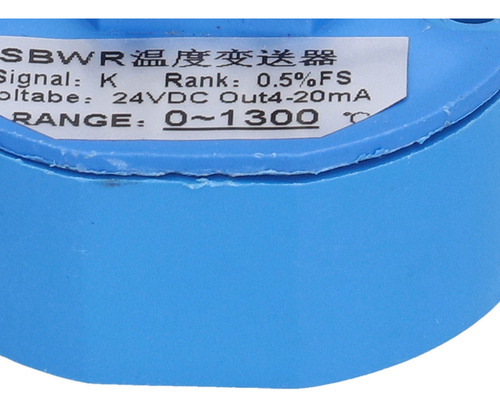 SBWR温度变送器
Signal: K Rank: 0.5%FS
oltabe: 24VDC Out4-20mA
RANGE: 0~1300 ℃